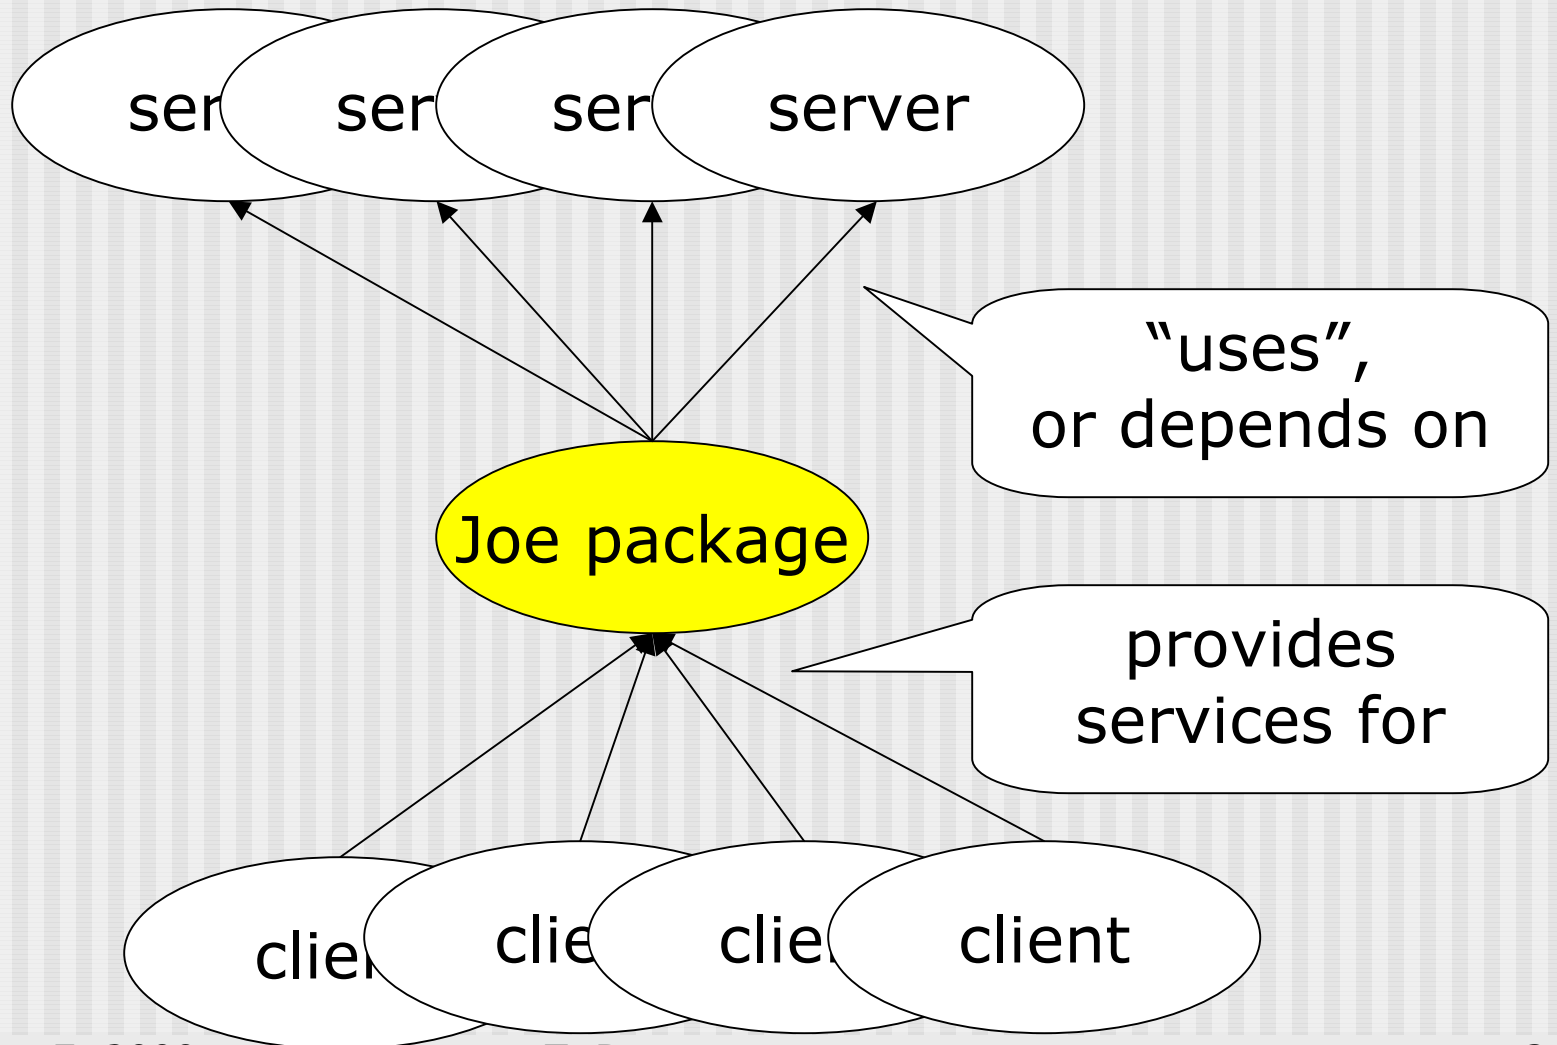 ser
ser
ser
server
“uses”,
or depends on
Joe package
provides
services for
clie
clie
clie
client